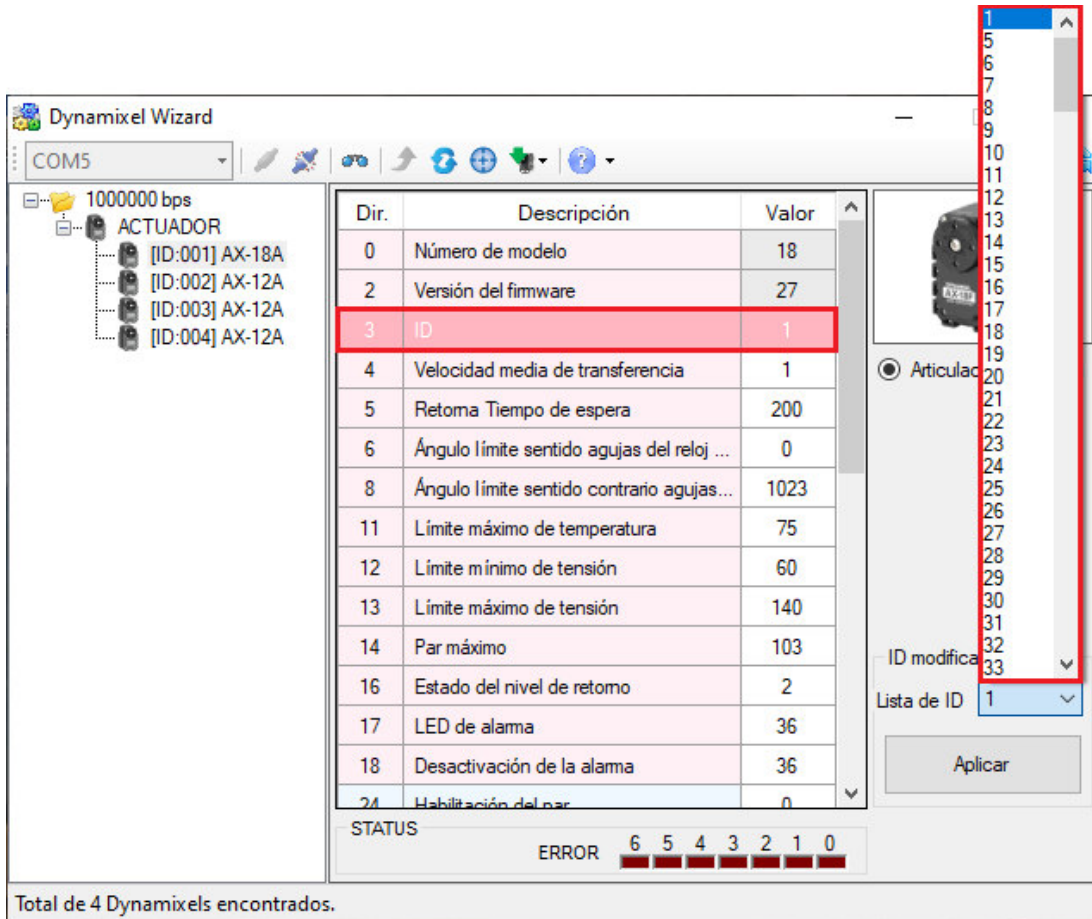 Dynamixel Wizard
COM5
1000000 bps
ACTUADOR
[ID:001] AX-18A
[ID:002] AX-12A
[ID:003] AX-12A
[ID:004] AX-12A
Dir. Descripción Valor
0 Número de modelo 18
2 Versión del firmware 27
3 ID 1
4 Velocidad media de transferencia 1
5 Retorna Tiempo de espera 200
6 Ángulo límite sentido agujas del reloj ... 0
8 Ángulo límite sentido contrario agujas... 1023
11 Límite máximo de temperatura 75
12 Límite mínimo de tensión 60
13 Límite máximo de tensión 140
14 Par máximo 103
16 Estado del nivel de retorno 2
17 LED de alarma 36
18 Desactivación de la alarma 36
24 Habilitación del par 0
STATUS
ERROR 6 5 4 3 2 1 0
Articulac
ID modifica
Lista de ID 1
Aplicar
1
5
6
7
8
9
10
11
12
13
14
15
16
17
18
19
20
21
22
23
24
25
26
27
28
29
30
31
32
33
Total de 4 Dynamixels encontrados.